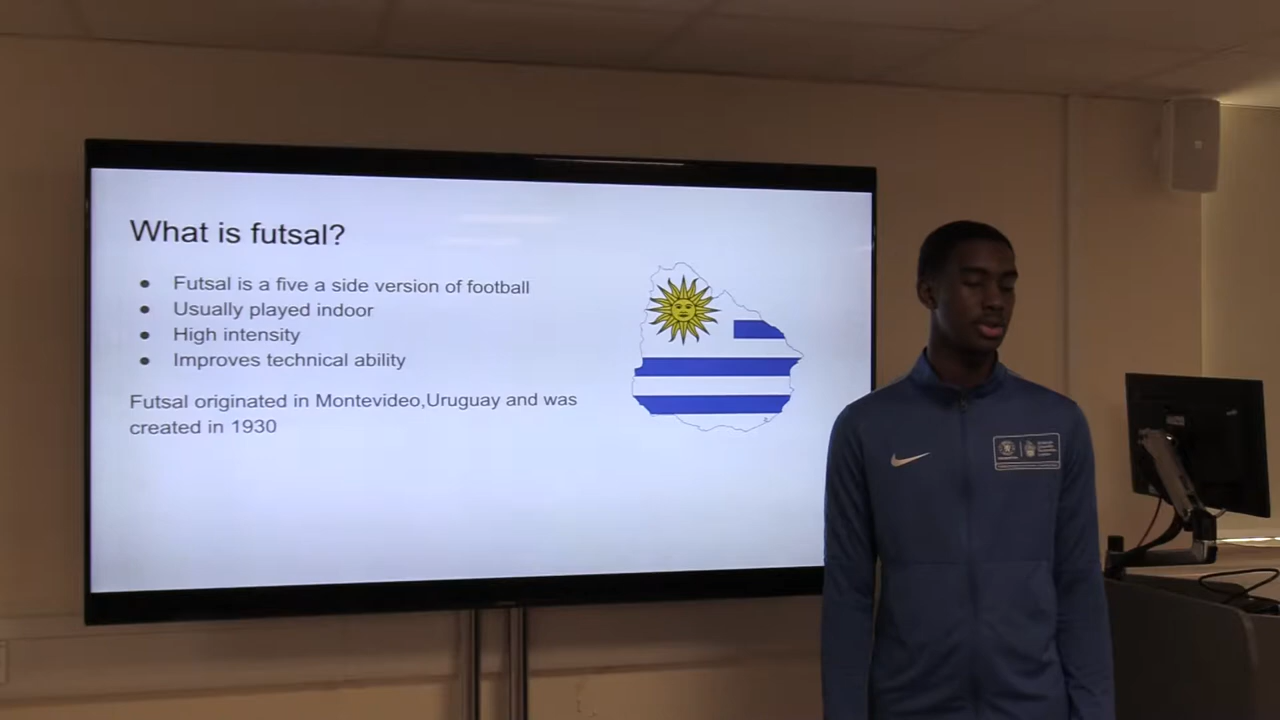 What is futsal?
● Futsal is a five a side version of football
● Usually played indoor
● High intensity
● Improves technical ability
Futsal originated in Montevideo,Uruguay and was
created in 1930